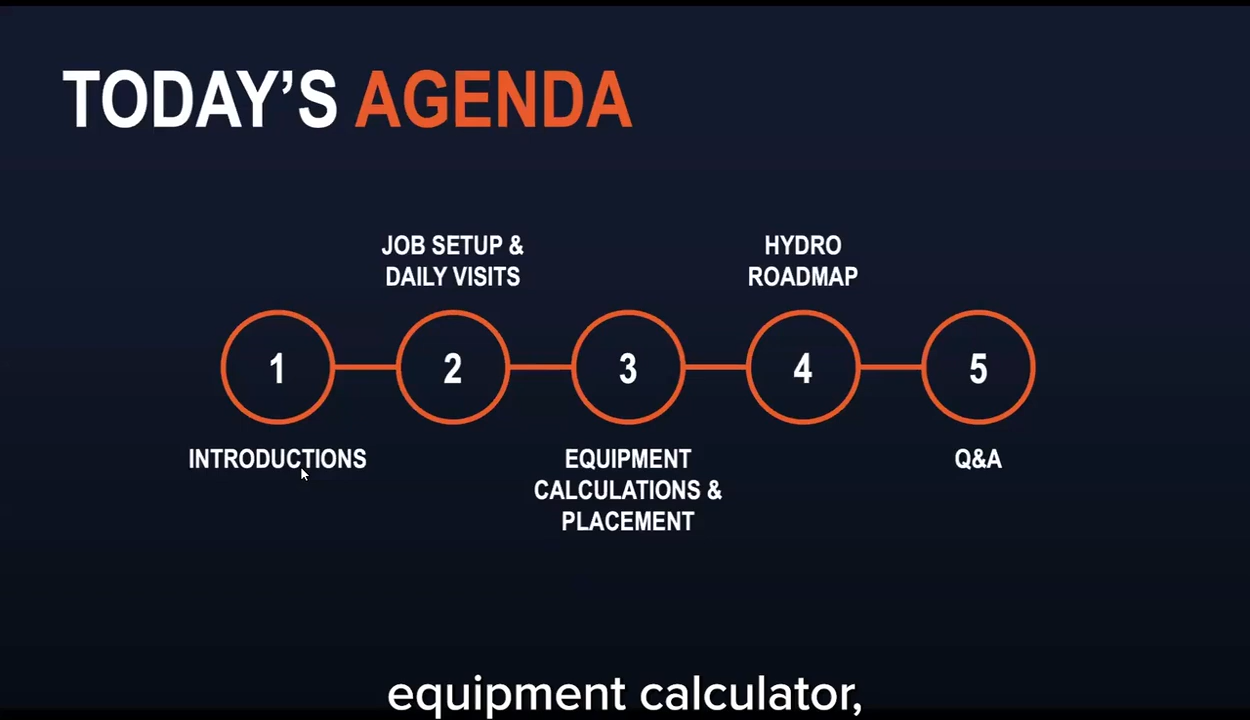 TODAY'S AGENDA
1
INTRODUCTIONS
JOB SETUP &
DAILY VISITS
2
3
EQUIPMENT
CALCULATIONS &
PLACEMENT
HYDRO
ROADMAP
4
5
Q&A
equipment calculator,